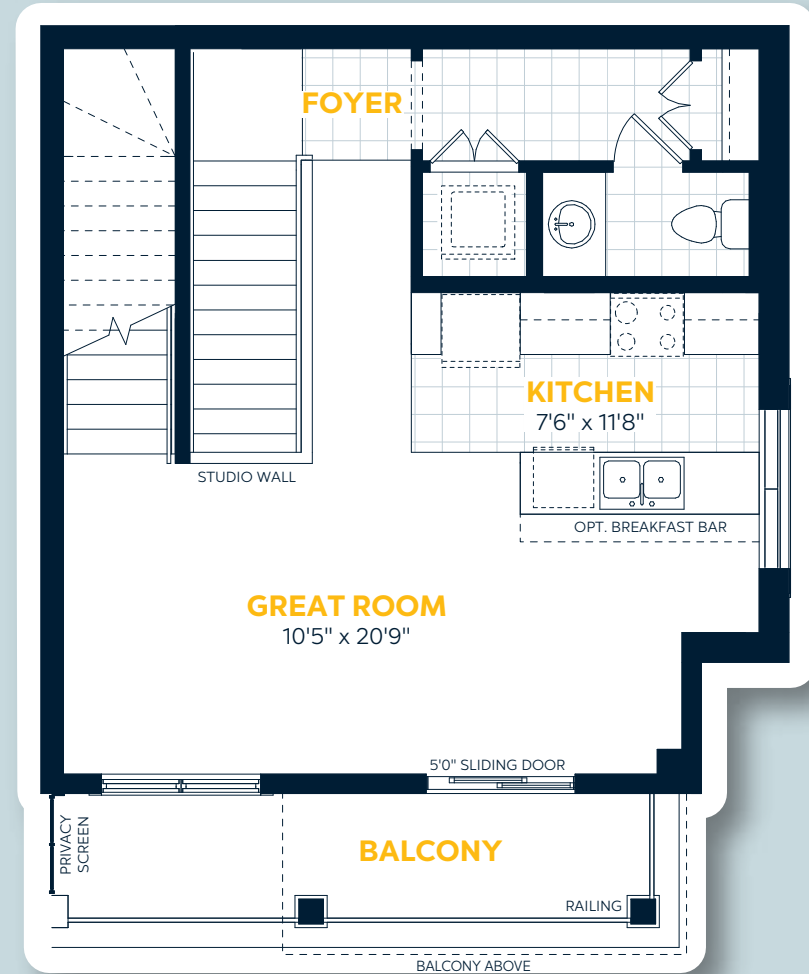 FOYER
KITCHEN
7'6" x 11'8"
STUDIO WALL
OPT. BREAKFAST BAR
GREAT ROOM
10'5" x 20'9"
5'0" SLIDING DOOR
PRIVACY
SCREEN
BALCONY
RAILING
BALCONY ABOVE